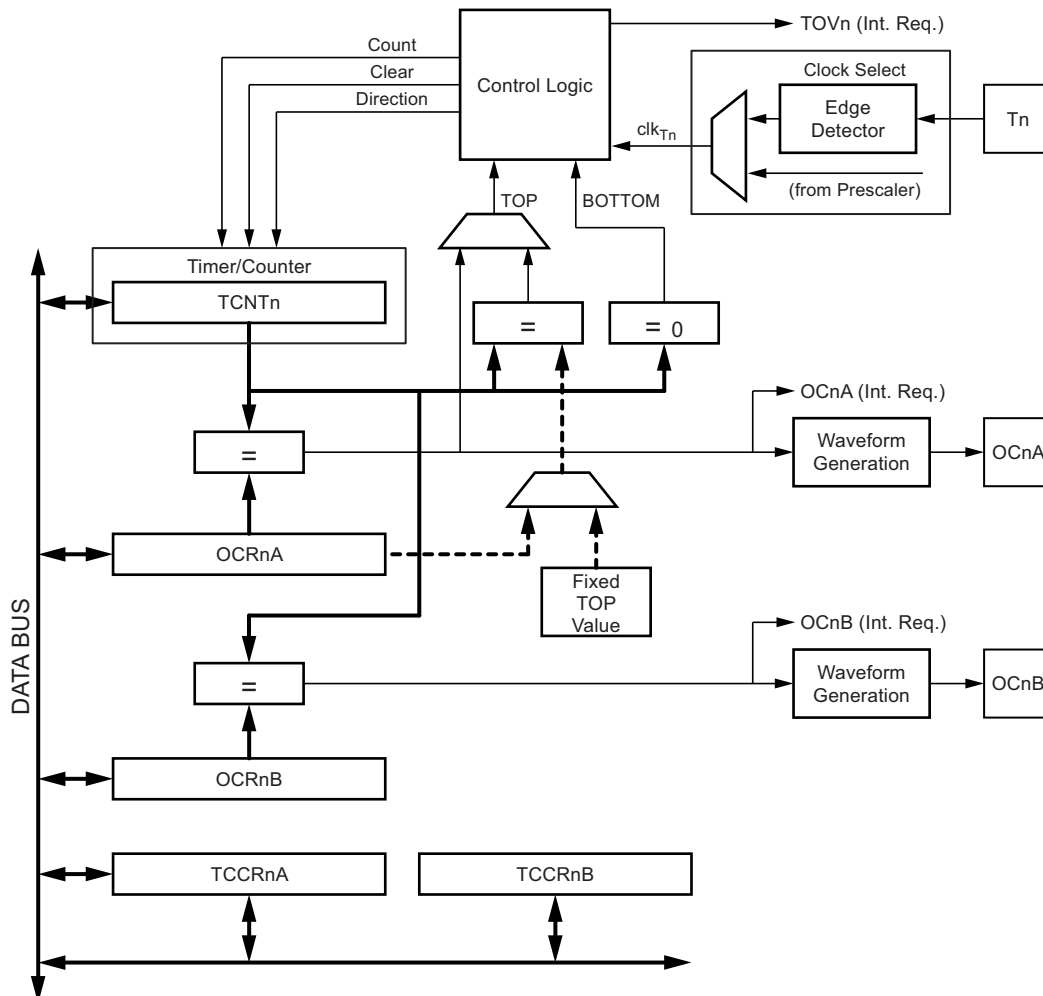 TOVn (Int. Req.)
Count
Clear
Direction
Control Logic
Clock Select
Edge
Detector
Tn
clkTn
(from Prescaler)
TOP
BOTTOM
Timer/Counter
TCNTn
=
= 0
OCnA (Int. Req.)
=
Waveform
Generation
OCnA
OCRnA
Fixed
TOP
Value
DATA BUS
OCnB (Int. Req.)
=
Waveform
Generation
OCnB
OCRnB
TCCRnA
TCCRnB